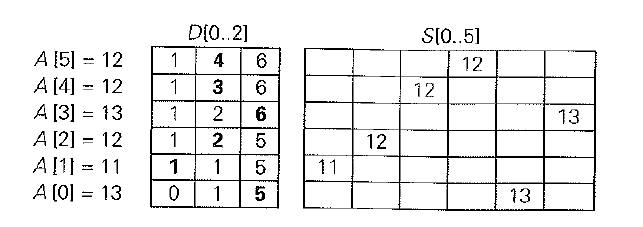 D[0..2] S[0..5]
A [5] = 12 1 4 6 12
A [4] = 12 1 3 6 12
A [3] = 13 1 2 6 13
A [2] = 12 1 2 5 12
A [1] = 11 1 1 5 11
A [0] = 13 0 1 5 13